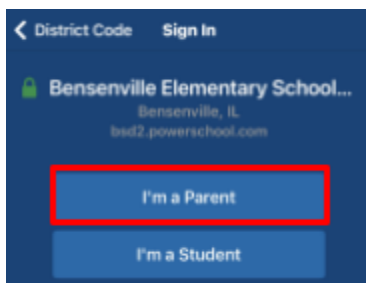 District Code Sign In
Bensenville Elementary School...
Bensenville, IL
bsd2.powerschool.com
I'm a Parent
I'm a Student